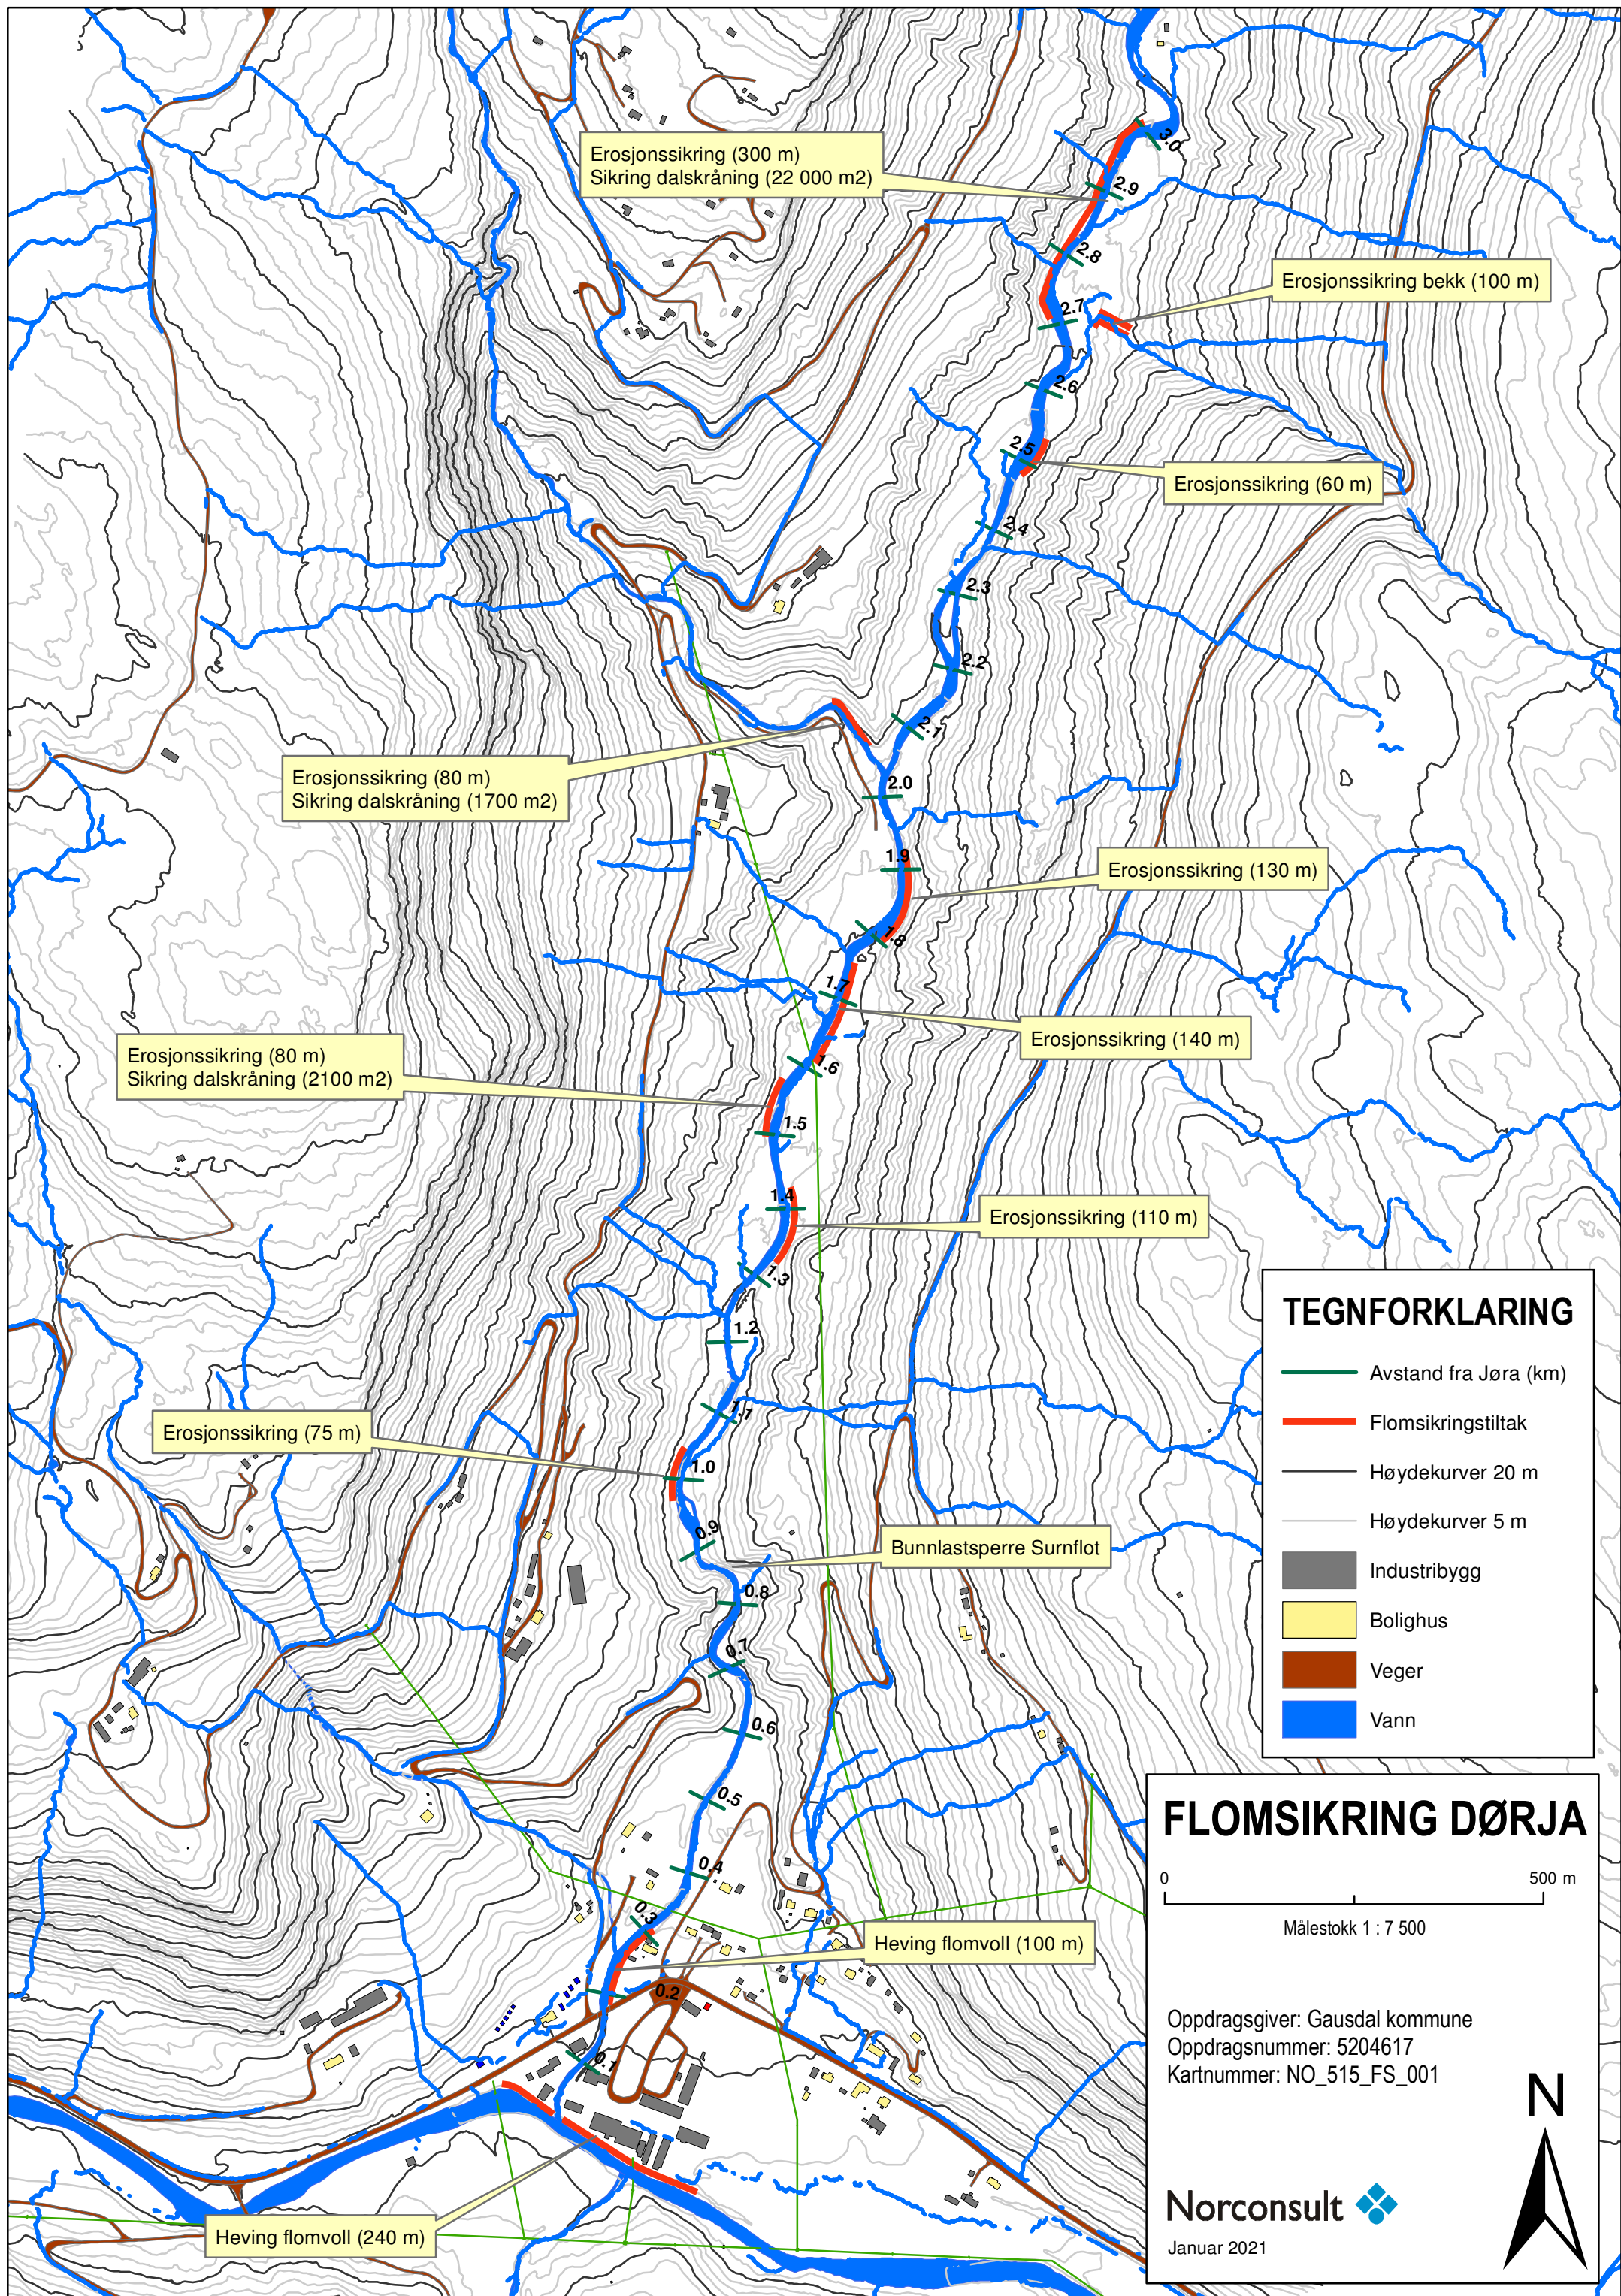 3.0
Erosjonssikring (300 m)
Sikring dalskråning (22 000 m2)
2.9
2.8
Erosjonssikring bekk (100 m)
2.7
2.6
2.5
Erosjonssikring (60 m)
2.4
2.3
2.2
2.1
Erosjonssikring (80 m)
Sikring dalskråning (1700 m2)
2.0
1.9
Erosjonssikring (130 m)
1.8
1.7
Erosjonssikring (140 m)
Erosjonssikring (80 m)
Sikring dalskråning (2100 m2)
1.6
1.5
1.4
Erosjonssikring (110 m)
1.3
1.2
1.1
Erosjonssikring (75 m)
1.0
0.9
Bunnlastsperre Surnflot
0.8
0.7
0.6
0.5
0.4
0.3
Heving flomvoll (100 m)
0.2
0.1
Heving flomvoll (240 m)
TEGNFORKLARING
Avstand fra Jøra (km)
Flomsikringstiltak
Høydekurver 20 m
Høydekurver 5 m
Industribygg
Bolighus
Veger
Vann
FLOMSIKRING DØRJA
0 500 m
Målestokk 1 : 7 500
Oppdragsgiver: Gausdal kommune
Oppdragsnummer: 5204617
Kartnummer: NO_515_FS_001
N
Norconsult
Januar 2021